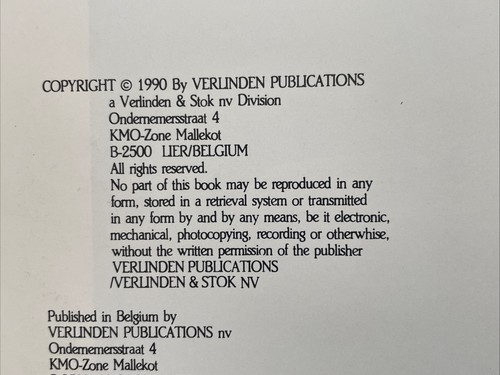 COPYRIGHT © 1990 By VERLINDEN PUBLICATIONS
a Verlinden & Stok nv Division
Ondernemersstraat 4
KMO-Zone Mallekot
B-2500 LIER/BELGIUM
All rights reserved.
No part of this book may be reproduced in any
form, stored in a retrieval system or transmitted
in any form by and by any means, be it electronic,
mechanical, photocopying, recording or otherwhise,
without the written permission of the publisher
VERLINDEN PUBLICATIONS
/VERLINDEN & STOK NV
Published in Belgium by
VERLINDEN PUBLICATIONS nv
Ondernemersstraat 4
KMO-Zone Mallekot